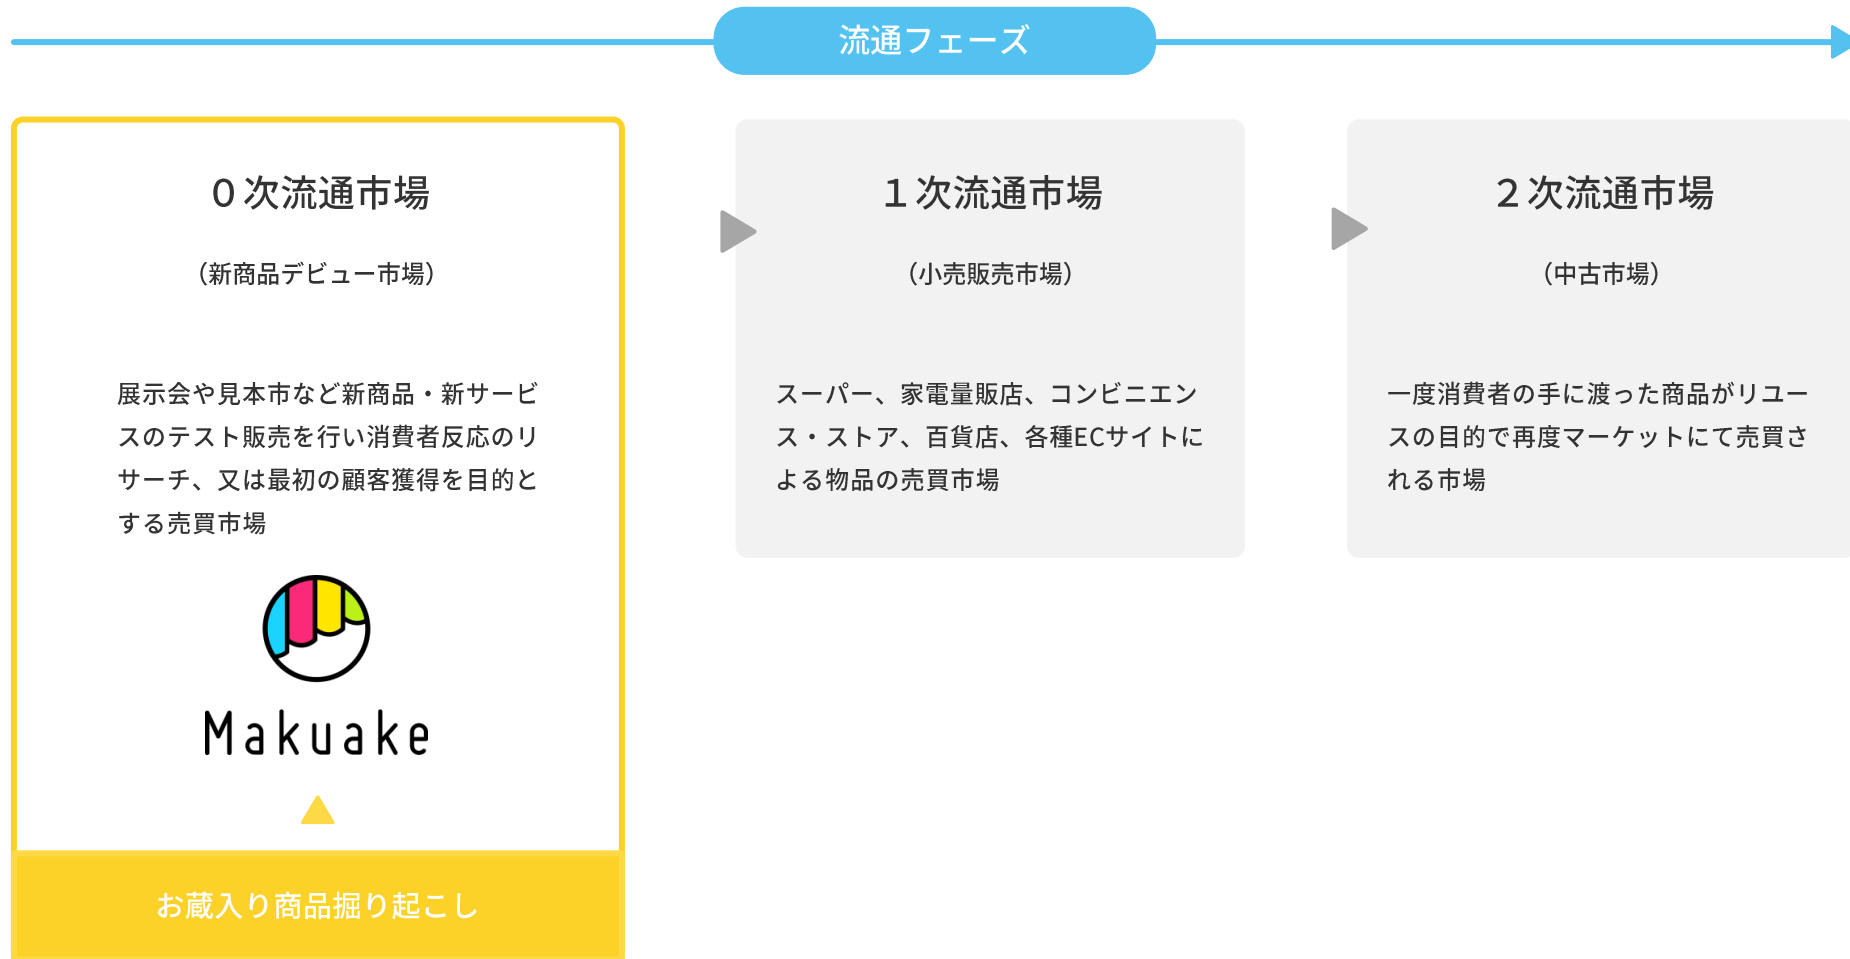 流通フェーズ
０次流通市場
（新商品デビュー市場）
展示会や見本市など新商品・新サービ
スのテスト販売を行い消費者反応のリ
サーチ、又は最初の顧客獲得を目的と
する売買市場
Makuake
お蔵入り商品掘り起こし
１次流通市場
（小売販売市場）
スーパー、家電量販店、コンビニエン
ス・ストア、百貨店、各種ECサイトに
よる物品の売買市場
２次流通市場
（中古市場）
一度消費者の手に渡った商品がリユー
スの目的で再度マーケットにて売買さ
れる市場